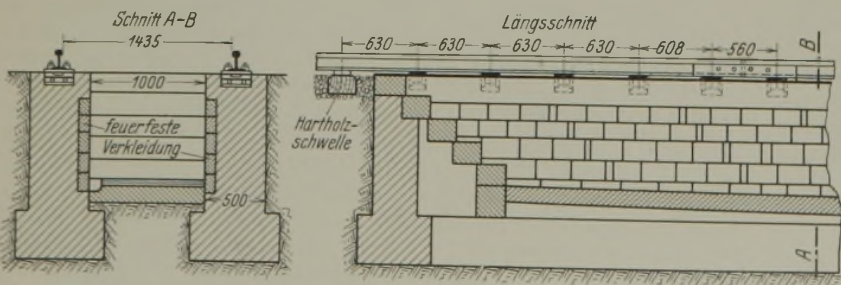 Schnitt A-B
1435
1000
feuerfeste
Verkleidung
500
Längsschnitt
630 630 630 630 608 560
B
Hartholz-
schwelle
A